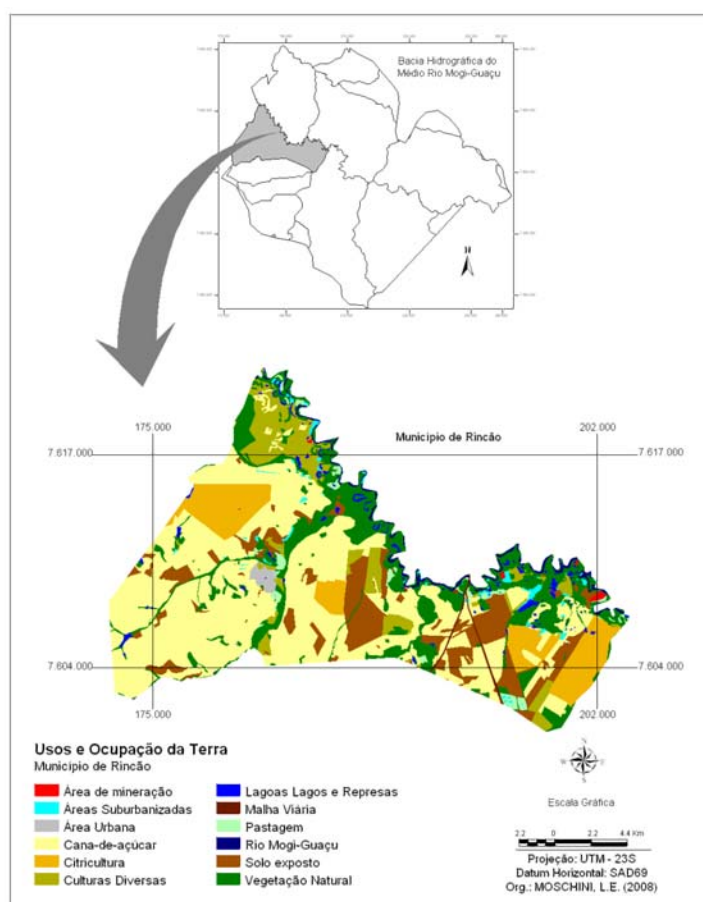 Bacia Hidrográfica do
Médio Rio Mogi-Guaçu
N
175.000
202.000
Município de Rincão
7.617.000
7.617.000
7.604.000
7.604.000
175.000
202.000
Usos e Ocupação da Terra
Município de Rincão
Área de mineração
Áreas Suburbanizadas
Área Urbana
Cana-de-açúcar
Citricultura
Culturas Diversas
Lagoas Lagos e Represas
Malha Viária
Pastagem
Rio Mogi-Guaçu
Solo exposto
Vegetação Natural
Escala Gráfica
2.2 0 2.2 4.4 Km
Projeção: UTM - 23S
Datum Horizontal: SAD69
Org.: MOSCHINI, L.E. (2008)